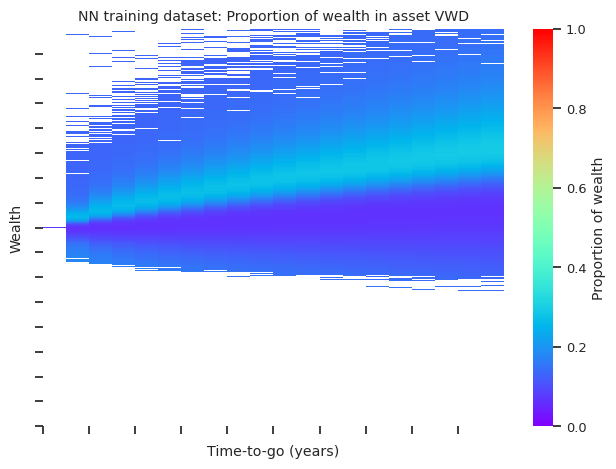 NN training dataset: Proportion of wealth in asset VWD
Wealth
Time-to-go (years)
1.0
0.8
0.6
0.4
0.2
0.0
Proportion of wealth